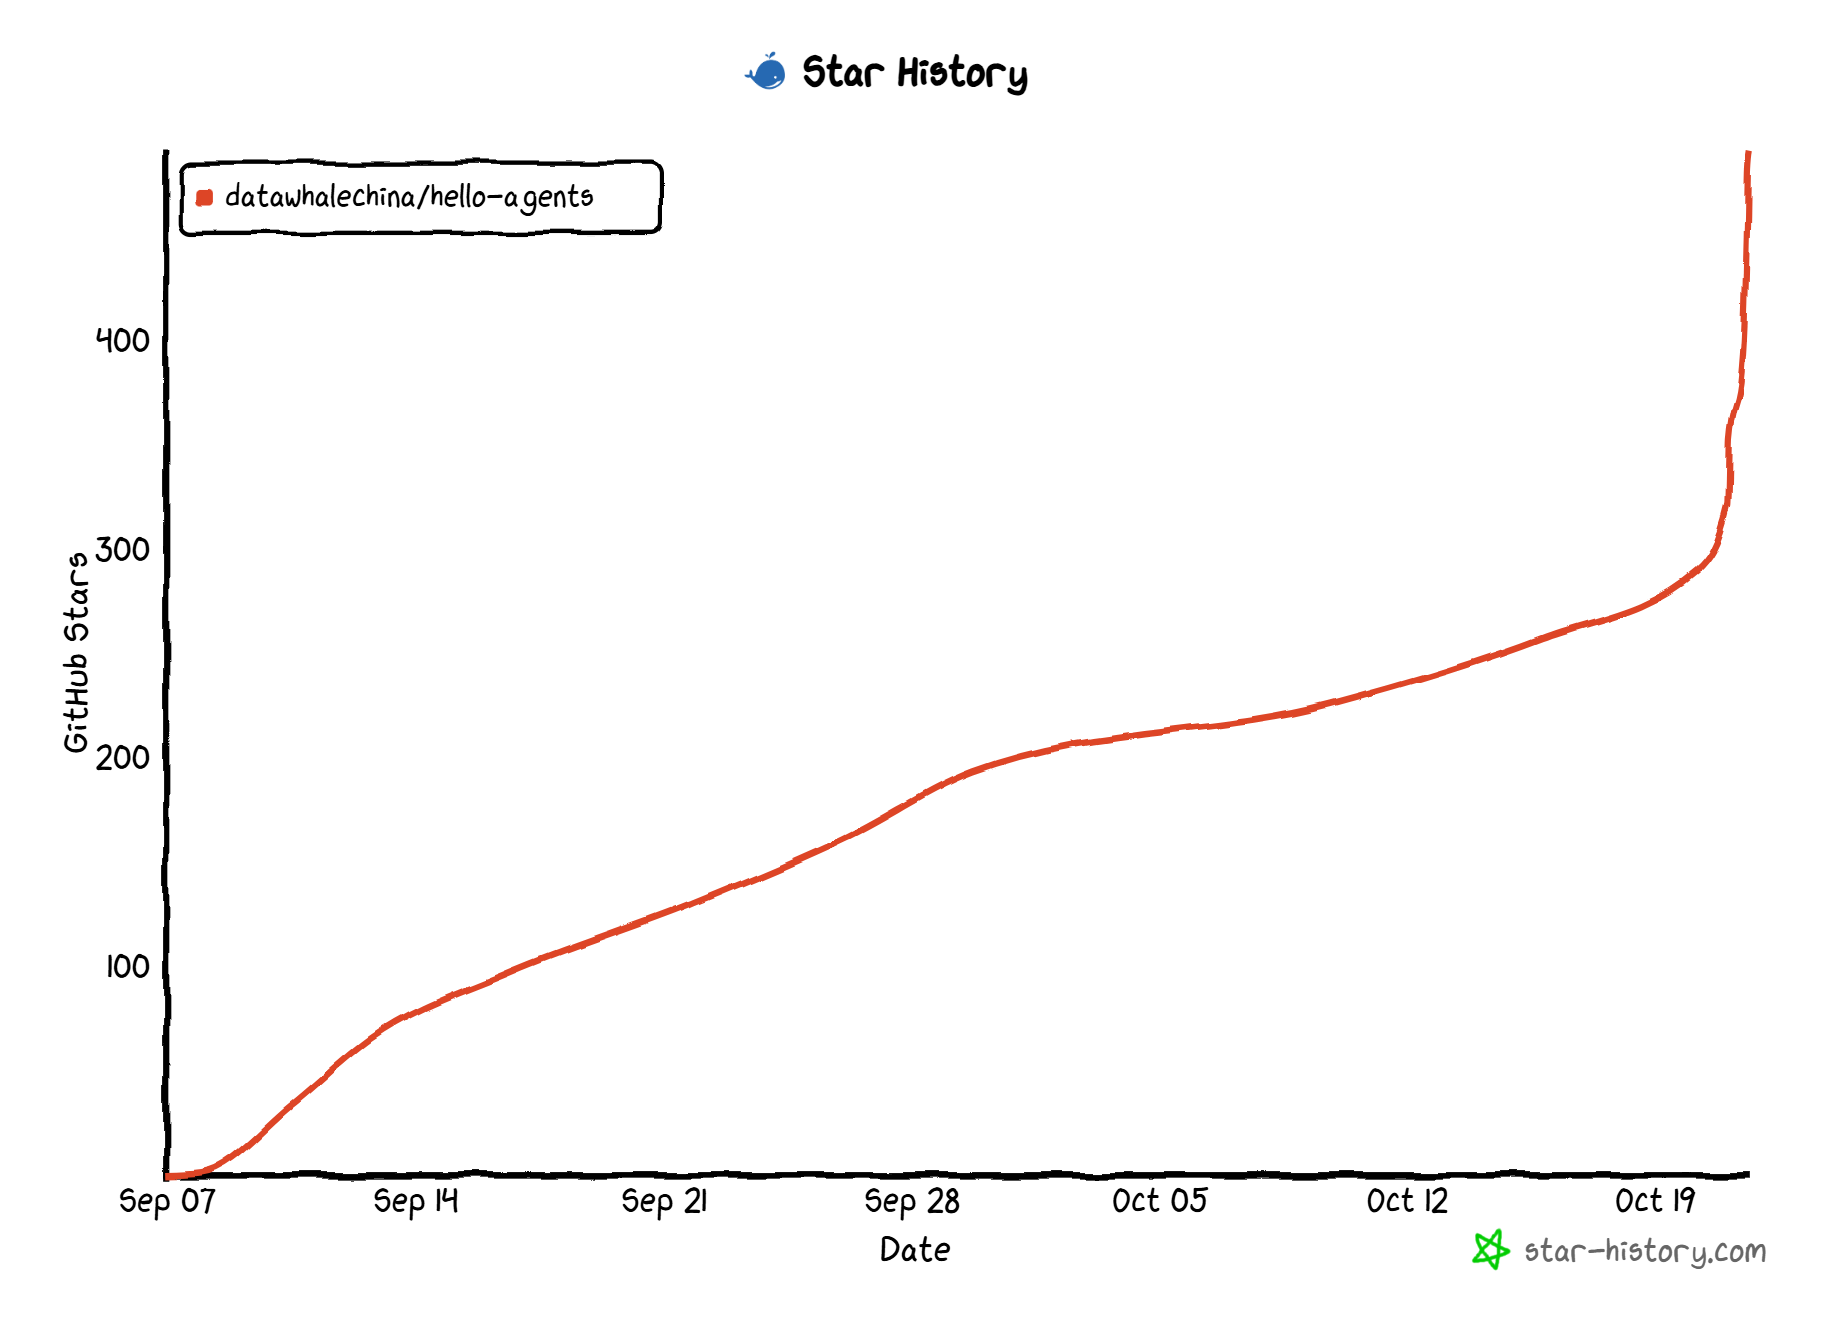 Star History
datawhalechina/hello-agents
400
300
200
100
GitHub Stars
Sep 07
Sep 14
Sep 21
Sep 28
Oct 05
Oct 12
Oct 19
Date
star-history.com